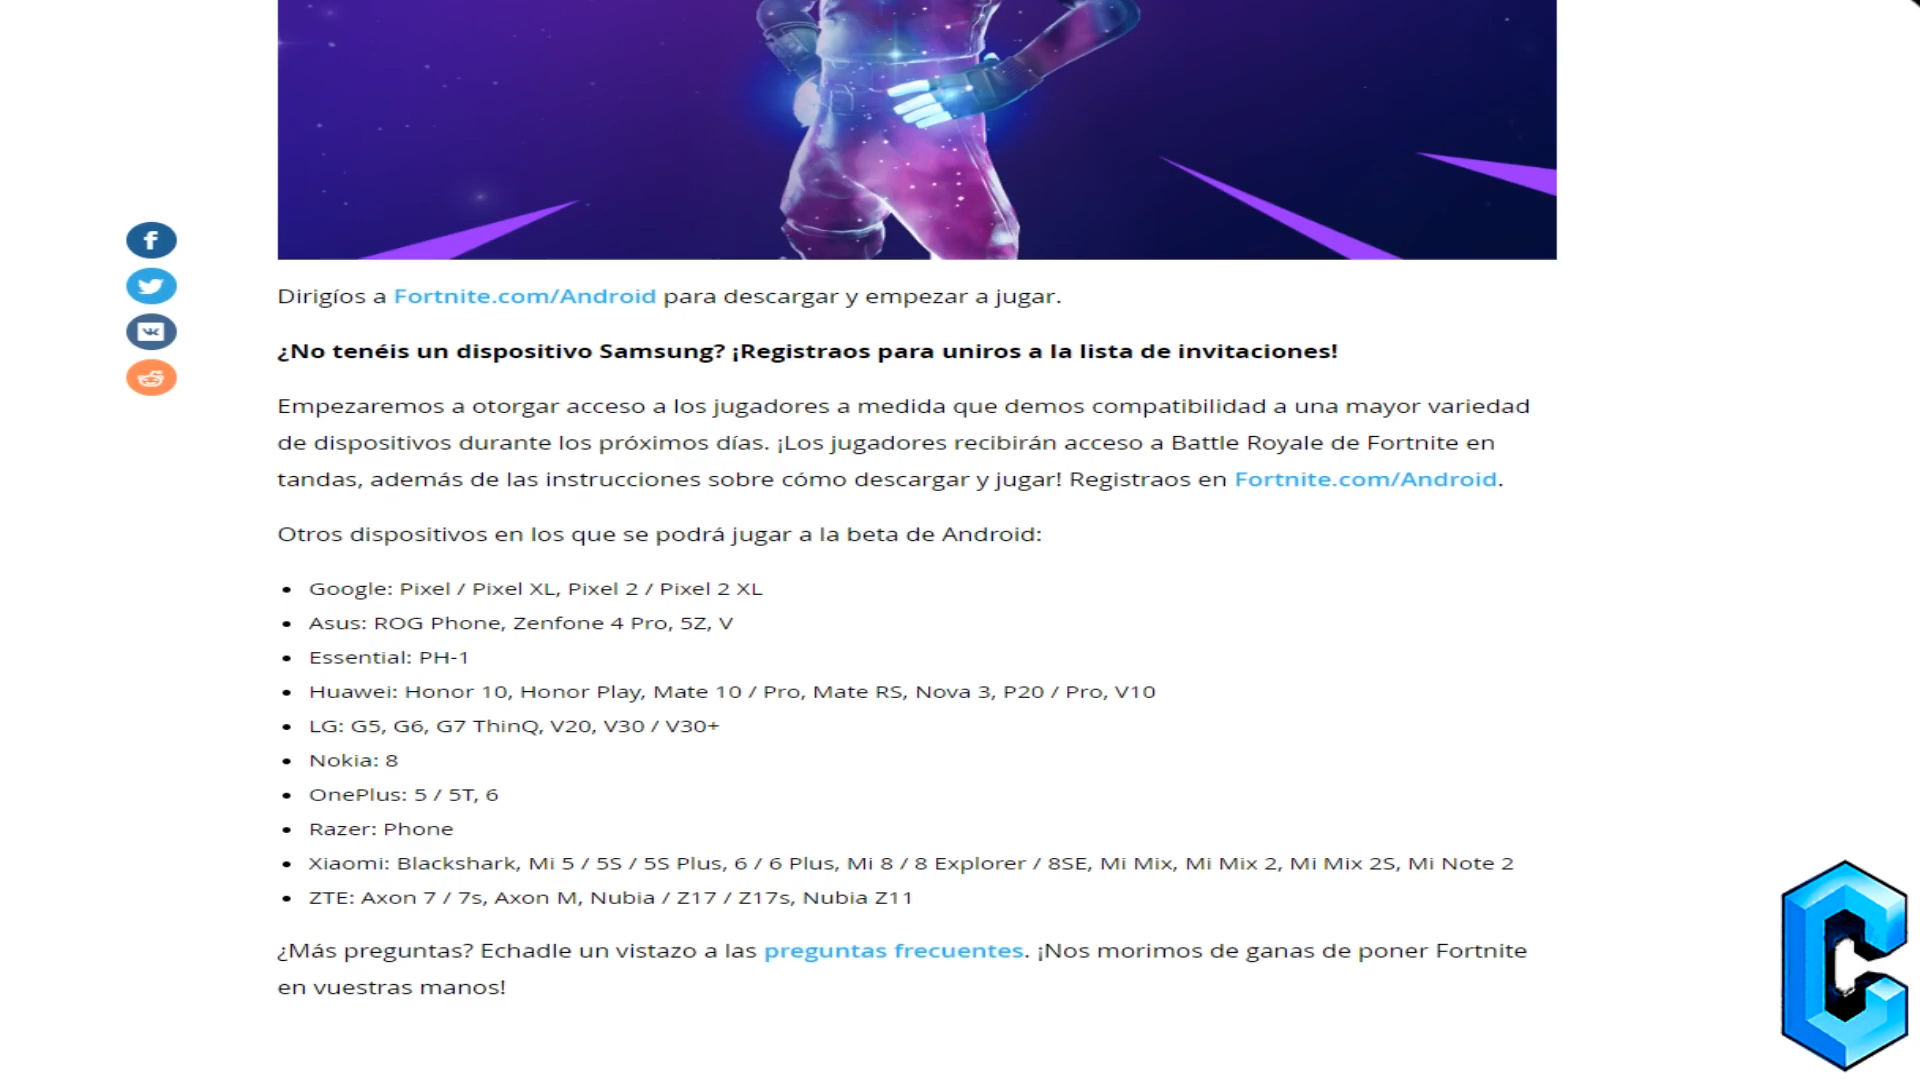 Dirigíos a Fortnite.com/Android para descargar y empezar a jugar.
¿No tenéis un dispositivo Samsung? ¡Registraos para uniros a la lista de invitaciones!
Empezaremos a otorgar acceso a los jugadores a medida que demos compatibilidad a una mayor variedad
de dispositivos durante los próximos días. ¡Los jugadores recibirán acceso a Battle Royale de Fortnite en
tandas, además de las instrucciones sobre cómo descargar y jugar! Registraos en Fortnite.com/Android.
Otros dispositivos en los que se podrá jugar a la beta de Android:
• Google: Pixel / Pixel XL, Pixel 2 / Pixel 2 XL
• Asus: ROG Phone, Zenfone 4 Pro, 5Z, V
• Essential: PH-1
• Huawei: Honor 10, Honor Play, Mate 10 / Pro, Mate RS, Nova 3, P20 / Pro, V10
• LG: G5, G6, G7 ThinQ, V20, V30 / V30+
• Nokia: 8
• OnePlus: 5 / 5T, 6
• Razer: Phone
• Xiaomi: Blackshark, Mi 5 / 5S / 5S Plus, 6 / 6 Plus, Mi 8 / 8 Explorer / 8SE, Mi Mix, Mi Mix 2, Mi Mix 2S, Mi Note 2
• ZTE: Axon 7 / 7s, Axon M, Nubia / Z17 / Z17s, Nubia Z11
¿Más preguntas? Echadle un vistazo a las preguntas frecuentes. ¡Nos morimos de ganas de poner Fortnite
en vuestras manos!
C